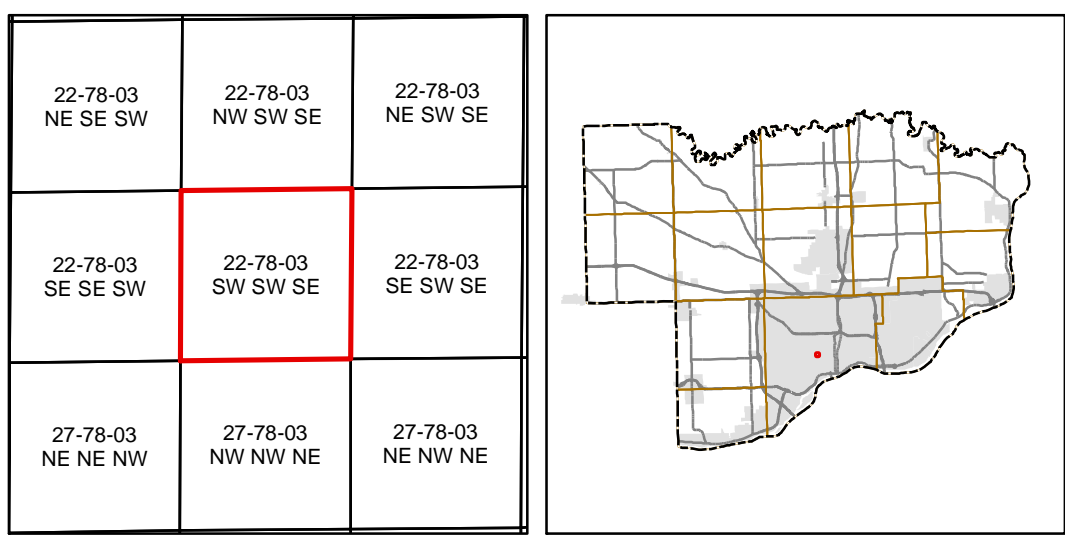 22-78-03
NE SE SW
22-78-03
NW SW SE
22-78-03
NE SW SE
22-78-03
SE SE SW
22-78-03
SW SW SE
22-78-03
SE SW SE
27-78-03
NE NE NW
27-78-03
NW NW NE
27-78-03
NE NW NE